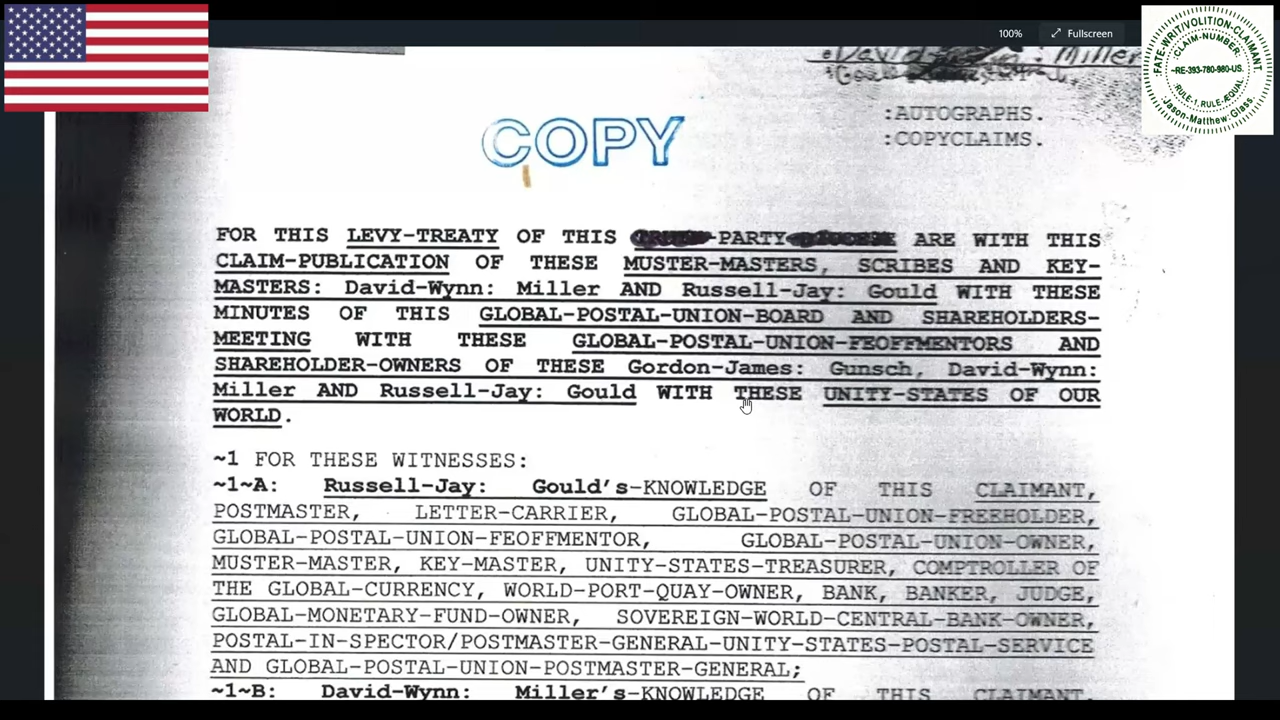 100%
Fullscreen
FATE-WRIT/VOLITION-CLAIMANT.
CLAIM-NUMBER:
~RE-393-780-980-US.
RULE-1, RULE-ÆQUAL.
Jason-Matthew: Glass.
: Miller
:AUTOGRAPHS.
:COPYCLAIMS.
COPY
FOR THIS LEVY-TREATY OF THIS -PARTY ARE WITH THIS
CLAIM-PUBLICATION OF THESE MUSTER-MASTERS, SCRIBES AND KEY-
MASTERS: David-Wynn: Miller AND Russell-Jay: Gould WITH THESE
MINUTES OF THIS GLOBAL-POSTAL-UNION-BOARD AND SHAREHOLDERS-
MEETING WITH THESE GLOBAL-POSTAL-UNION-FEOFFMENTORS AND
SHAREHOLDER-OWNERS OF THESE Gordon-James: Gunsch, David-Wynn:
Miller AND Russell-Jay: Gould WITH THESE UNITY-STATES OF OUR
WORLD.
~1 FOR THESE WITNESSES:
~1~A: Russell-Jay: Gould's-KNOWLEDGE OF THIS CLAIMANT,
POSTMASTER, LETTER-CARRIER, GLOBAL-POSTAL-UNION-FREEHOLDER,
GLOBAL-POSTAL-UNION-FEOFFMENTOR, GLOBAL-POSTAL-UNION-OWNER,
MUSTER-MASTER, KEY-MASTER, UNITY-STATES-TREASURER, COMPTROLLER OF
THE GLOBAL-CURRENCY, WORLD-PORT-QUAY-OWNER, BANK, BANKER, JUDGE,
GLOBAL-MONETARY-FUND-OWNER, SOVEREIGN-WORLD-CENTRAL-BANK-OWNER,
POSTAL-IN-SPECTOR/POSTMASTER-GENERAL-UNITY-STATES-POSTAL-SERVICE
AND GLOBAL-POSTAL-UNION-POSTMASTER-GENERAL;
~1~B: David-Wynn: Miller's-KNOWLEDGE OF THIS CLAIMANT,